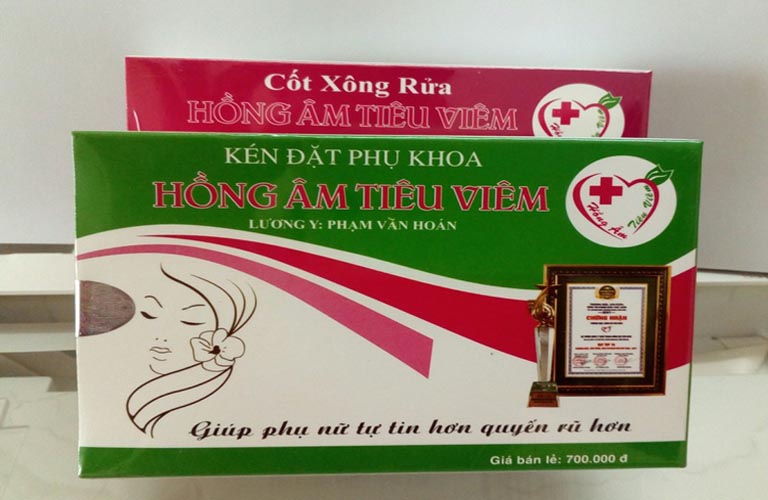 Cốt Xông Rửa
HỒNG ÂM TIÊU VIÊM
KÉN ĐẶT PHỤ KHOA
HỒNG ÂM TIÊU VIÊM
LƯƠNG Y: PHẠM VĂN HOÁN
Hồng Âm
Tiêu Viêm
CHỨNG NHẬN
Giúp phụ nữ tự tin hơn quyến rũ hơn
Giá bán lẻ: 700.000 đ